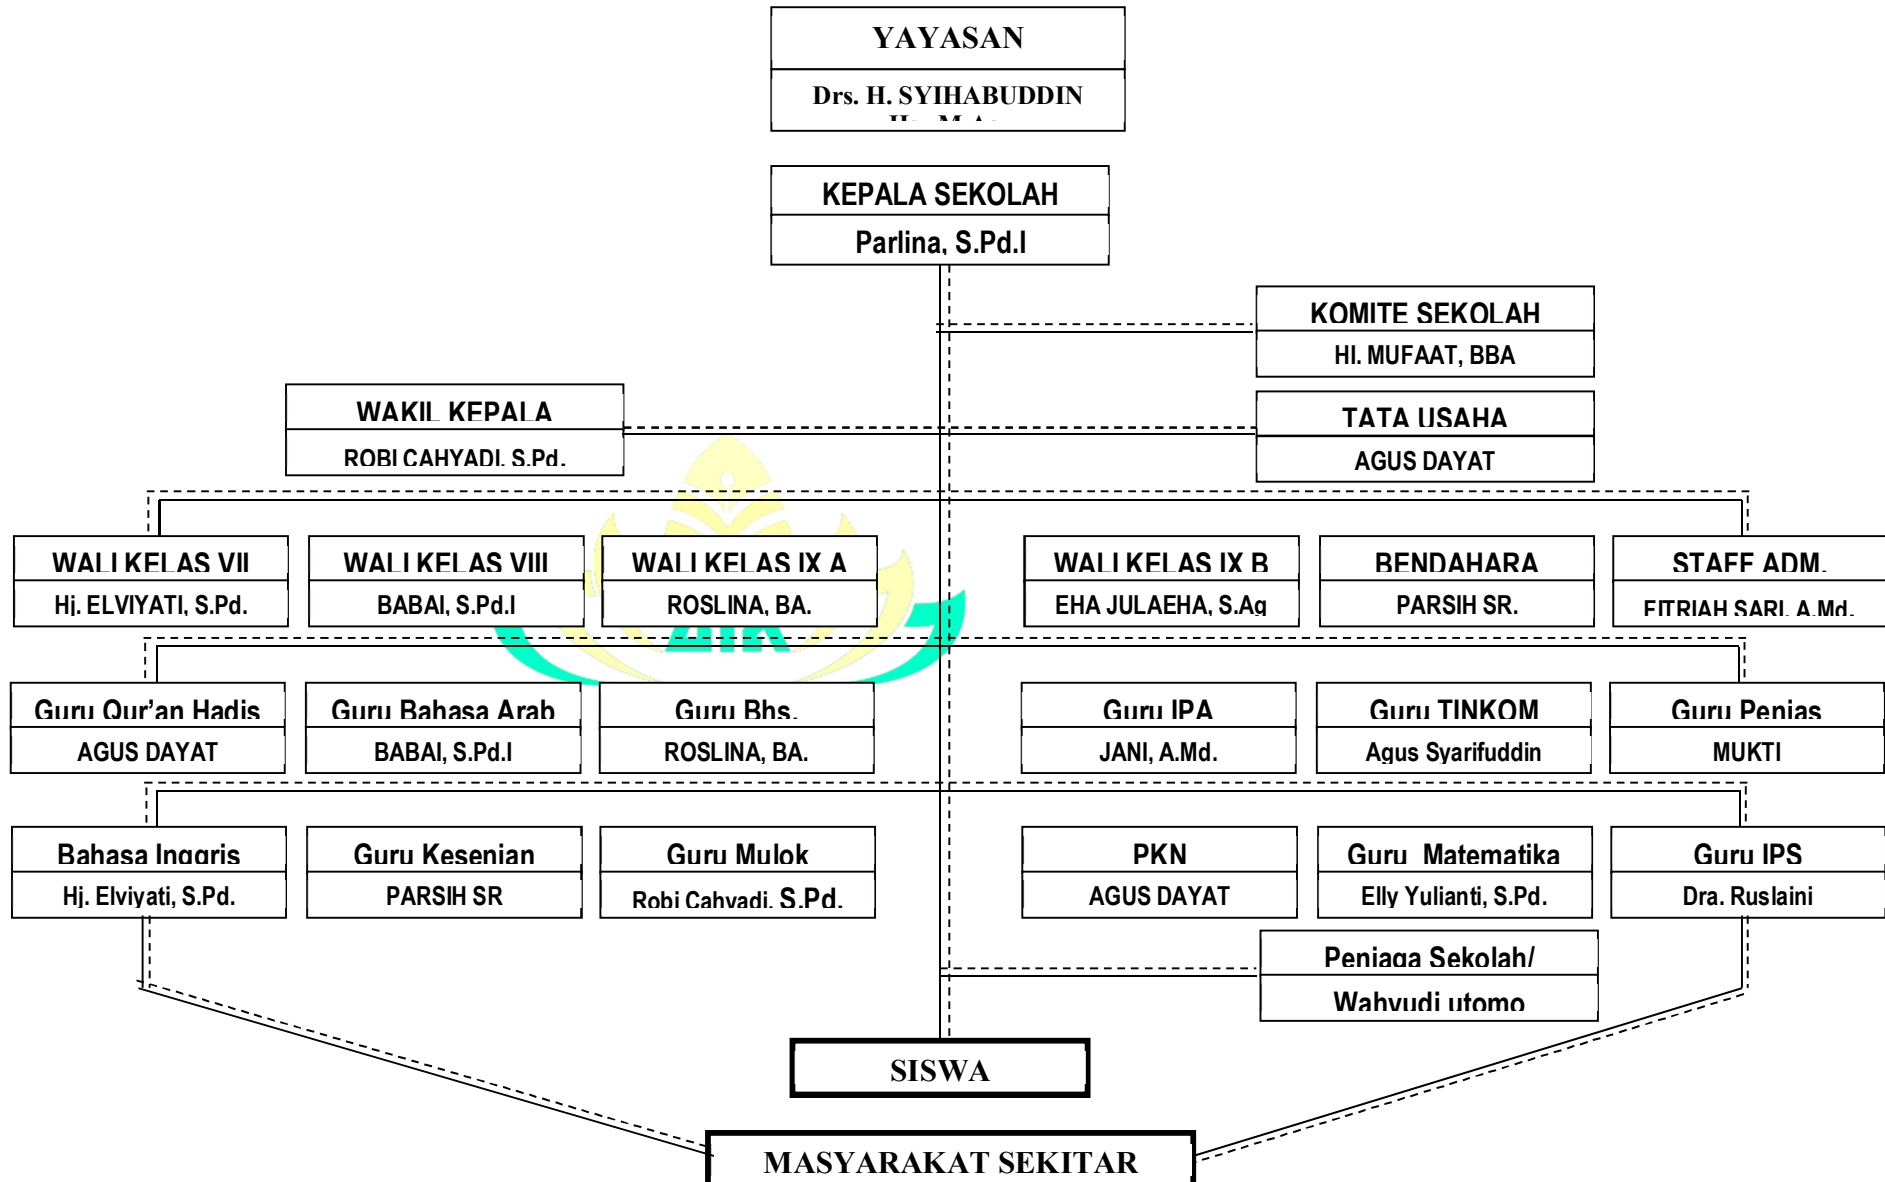 YAYASAN
Drs. H. SYIHABUDDIN
KEPALA SEKOLAH
Parlina, S.Pd.I
KOMITE SEKOLAH
HI. MUFAAT, BBA
WAKIL KEPALA
ROBI CAHYADI, S.Pd.
TATA USAHA
AGUS DAYAT
WALI KELAS VII
Hj. ELVIYATI, S.Pd.
WALI KELAS VIII
BABAI, S.Pd.I
WALI KELAS IX A
ROSLINA, BA.
WALI KELAS IX B
EHA JULAEHA, S.Ag
BENDAHARA
PARSIH SR.
STAFF ADM.
FITRIAH SARI, A.Md.
Guru Qur’an Hadis
AGUS DAYAT
Guru Bahasa Arab
BABAI, S.Pd.I
Guru Bhs.
ROSLINA, BA.
Guru IPA
JANI, A.Md.
Guru TINKOM
Agus Syarifuddin
Guru Penjas
MUKTI
Bahasa Inggris
Hj. Elviyati, S.Pd.
Guru Kesenian
PARSIH SR
Guru Mulok
Robi Cahyadi, S.Pd.
PKN
AGUS DAYAT
Guru Matematika
Elly Yulianti, S.Pd.
Guru IPS
Dra. Ruslaini
Penjaga Sekolah/
Wahyudi utomo
SISWA
MASYARAKAT SEKITAR